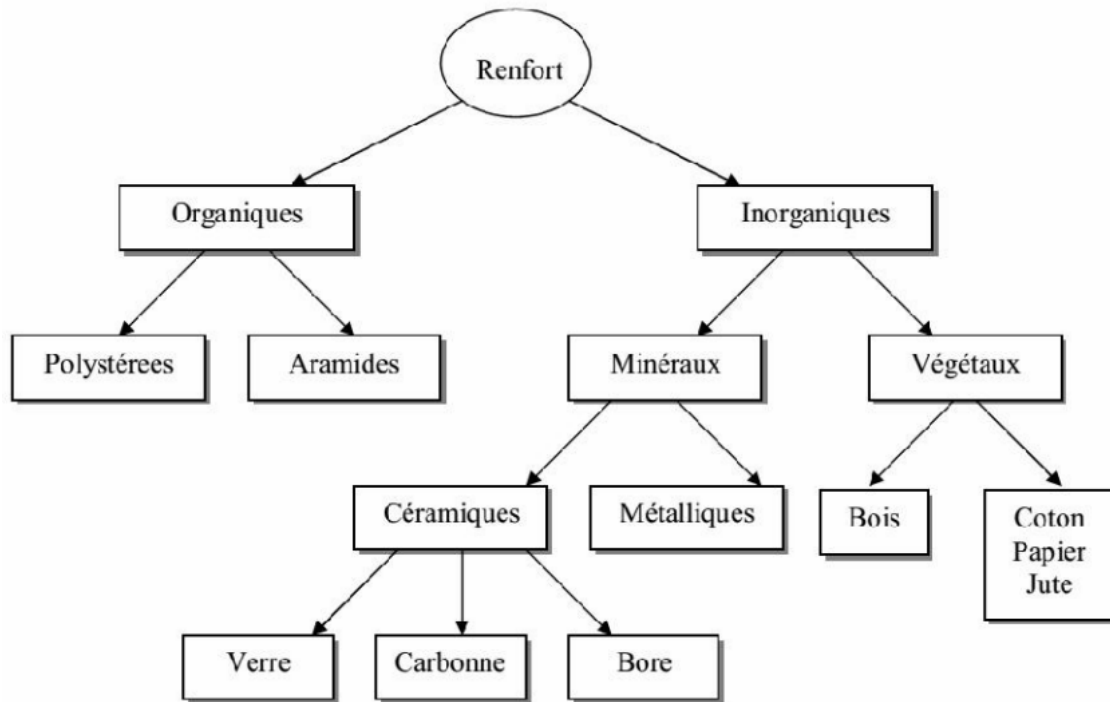 Renfort
Organiques
Inorganiques
Polystérees
Aramides
Minéraux
Végétaux
Céramiques
Métalliques
Bois
Coton
Papier
Jute
Verre
Carbonne
Bore